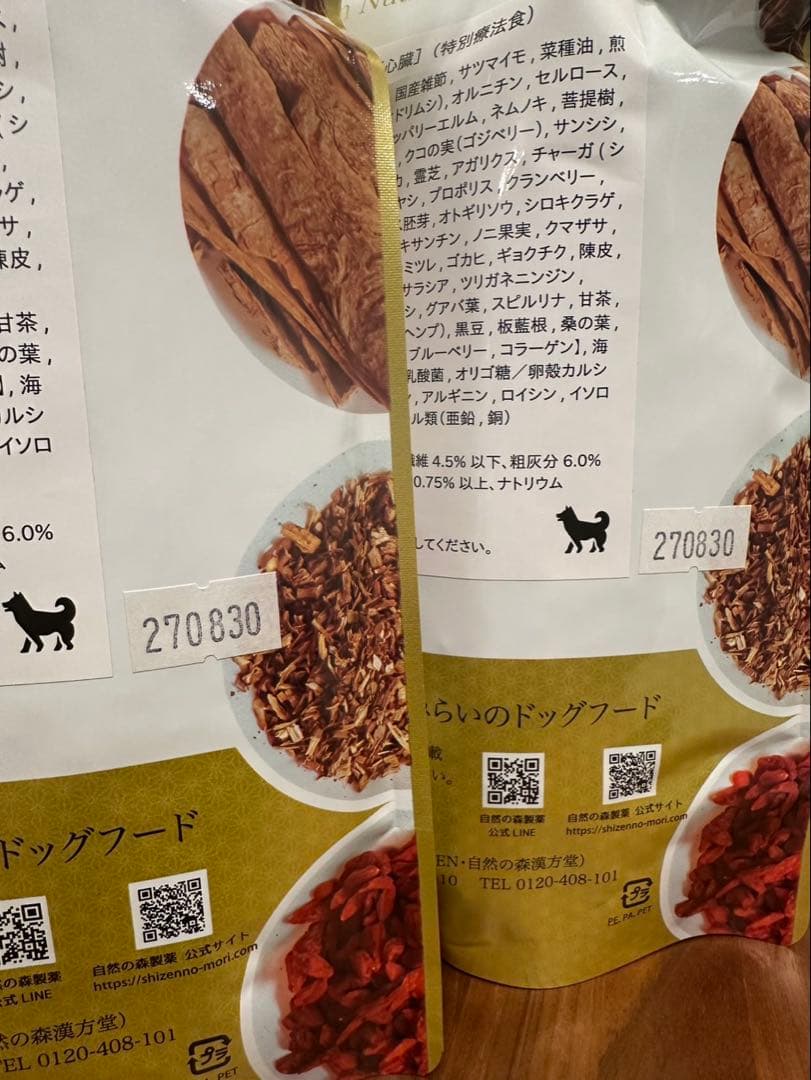 甘茶,
の葉,
, 海
ルシ
イソロ
6.0%
270830
ドッグフード
自然の森製薬 公式サイト
https://shizenno-mori.com
の森製薬
式 LINE
然の森漢方堂)
TEL 0120-408-101
プラ
PET
心臓] (特別療法食)
国産雑節, サツマイモ, 菜種油, 煎
ドリムシ), オルニチン, セルロース,
ッパリーエルム, ネムノキ, 菩提樹,
, クコの実(ゴジベリー), サンシシ,
カ, 霊芝, アガリクス, チャーガ (シ
ヤシ, プロポリス, クランベリー,
胚芽, オトギリソウ, シロキクラゲ,
キサンチン, ノニ果実, クマザサ,
ミツレ, ゴカヒ, ギョクチク, 陳皮,
サラシア, ツリガネニンジン,
シ, グアバ葉, スピルリナ, 甘茶,
ヘンプ), 黒豆, 板藍根, 桑の葉,
ブルーベリー, コラーゲン】, 海
乳酸菌, オリゴ糖／卵殻カルシ
, アルギニン, ロイシン, イソロ
ル類(亜鉛, 銅)
繊維 4.5% 以下、粗灰分 6.0%
0.75% 以上、ナトリウム
してください。
270830
らいのドッグフード
載
い。
自然の森製薬
公式 LINE
自然の森製薬 公式サイト
https://shizenno-mori.com
EN・自然の森漢方堂)
10 TEL 0120-408-101
プラ
PE, PA, PET